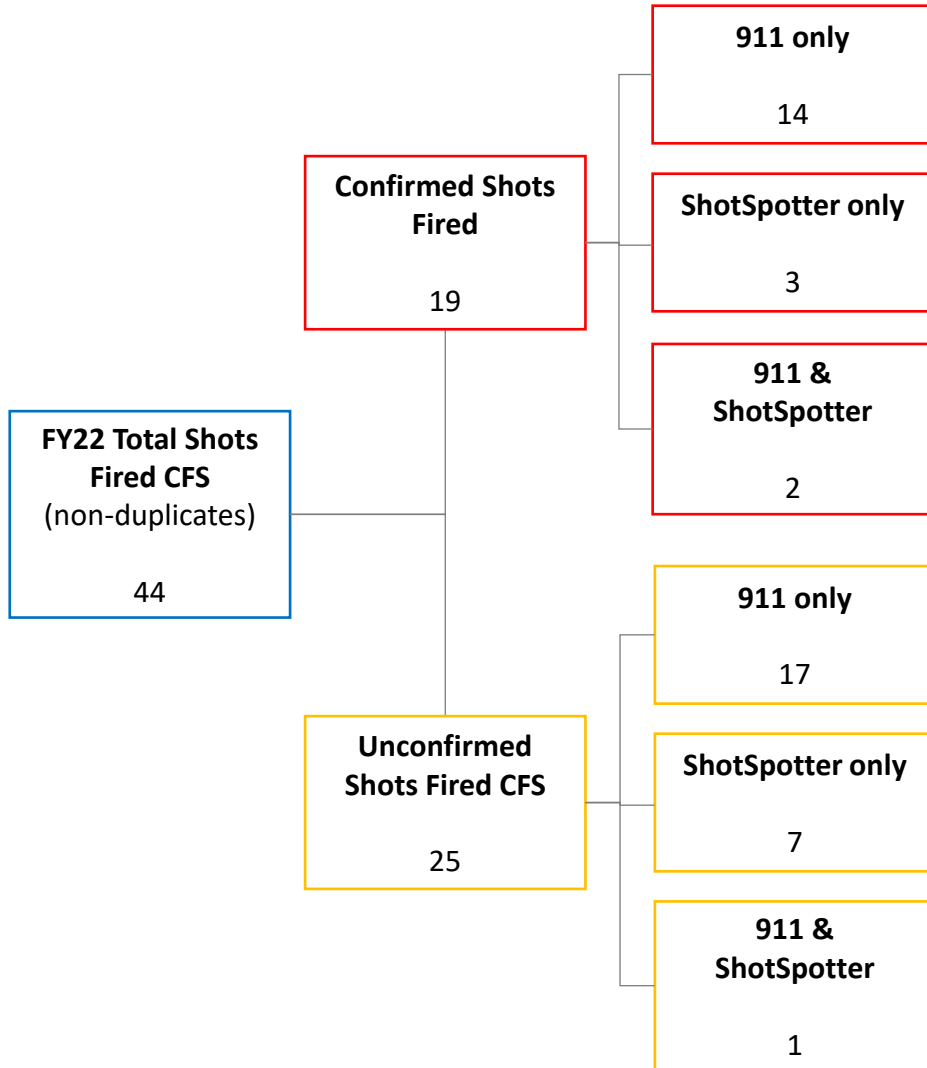 FY22 Total Shots
Fired CFS
(non-duplicates)
44
Confirmed Shots
Fired
19
911 only
14
ShotSpotter only
3
911 &
ShotSpotter
2
Unconfirmed
Shots Fired CFS
25
911 only
17
ShotSpotter only
7
911 &
ShotSpotter
1